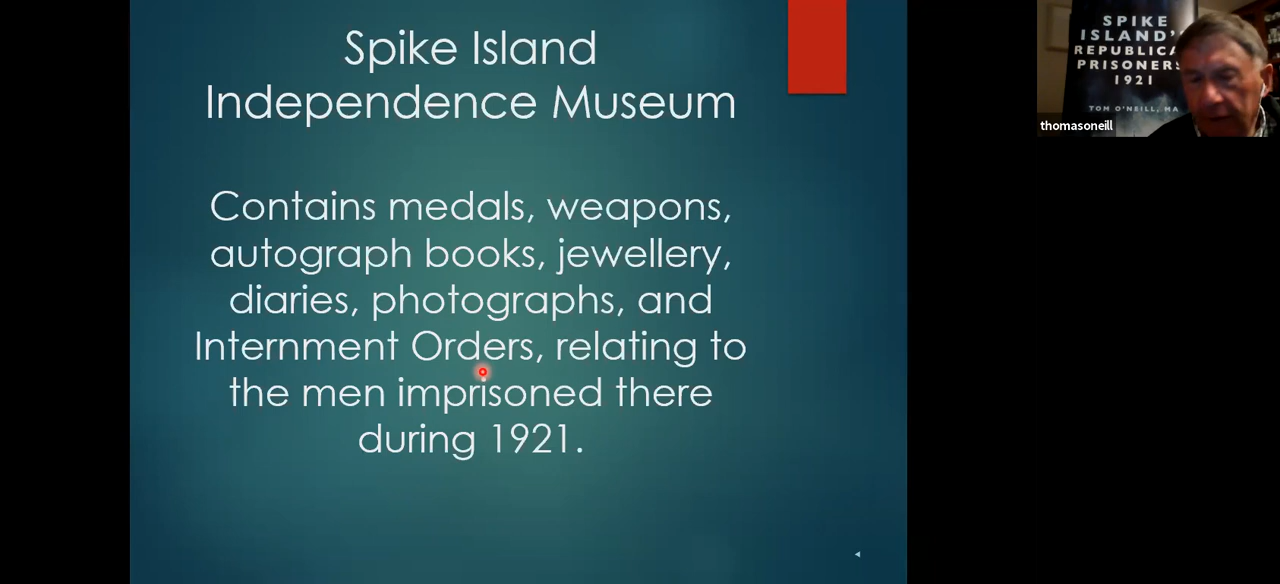 Spike Island
Independence Museum
Contains medals, weapons,
autograph books, jewellery,
diaries, photographs, and
Internment Orders, relating to
the men imprisoned there
during 1921.
SPIKE
ISLAND'
REPUBLICA
PRISONERS
1921
TOM O'NEILL, MA
thomasoneill